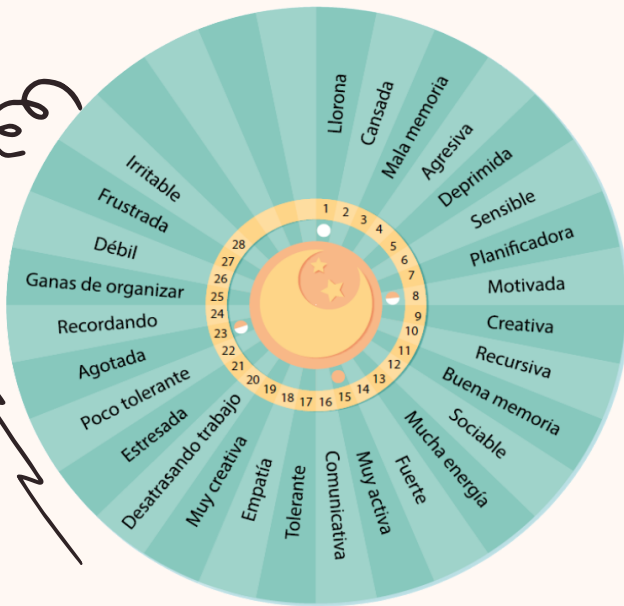 Llorona
Cansada
Mala memoria
Agresiva
Deprimida
Sensible
Planificadora
Motivada
Creativa
Recursiva
Buena memoria
Sociable
Mucha energía
Fuerte
Muy activa
Comunicativa
Tolerante
Empatía
Muy creativa
Desatrasando trabajo
Estresada
Poco tolerante
Agotada
Recordando
Ganas de organizar
Débil
Frustrada
Irritable
1
2
3
4
5
6
7
8
9
10
11
12
13
14
15
16
17
18
19
20
21
22
23
24
25
26
27
28